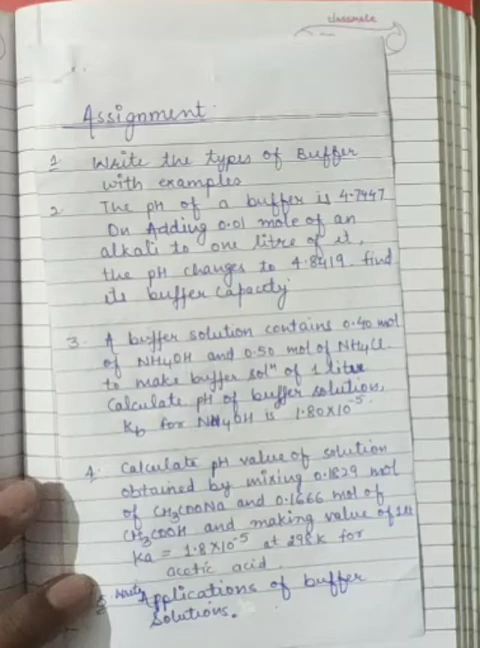 classmate
Assignment
1. Write the types of Buffer
with examples
2. The pH of a buffer is 4.7447
On Adding 0.01 mole of an
alkali to one litre of it,
the pH changes to 4.8419. find
its buffer capacity
3. A buffer solution contains 0.40 mol
of NH4OH and 0.50 mol of NH4Cl
to make buffer solⁿ of 1 litre
Calculate pH of buffer solution,
Kb for NH4OH is 1.80×10⁻⁵.
4. Calculate pH value of solution
obtained by mixing 0.1829 mol
of CH3COONa and 0.1666 mol of
CH3COOH and making value of 1
Ka = 1.8×10⁻⁵ at 298K for
acetic acid.
5 Write Applications of buffer
Solutions.